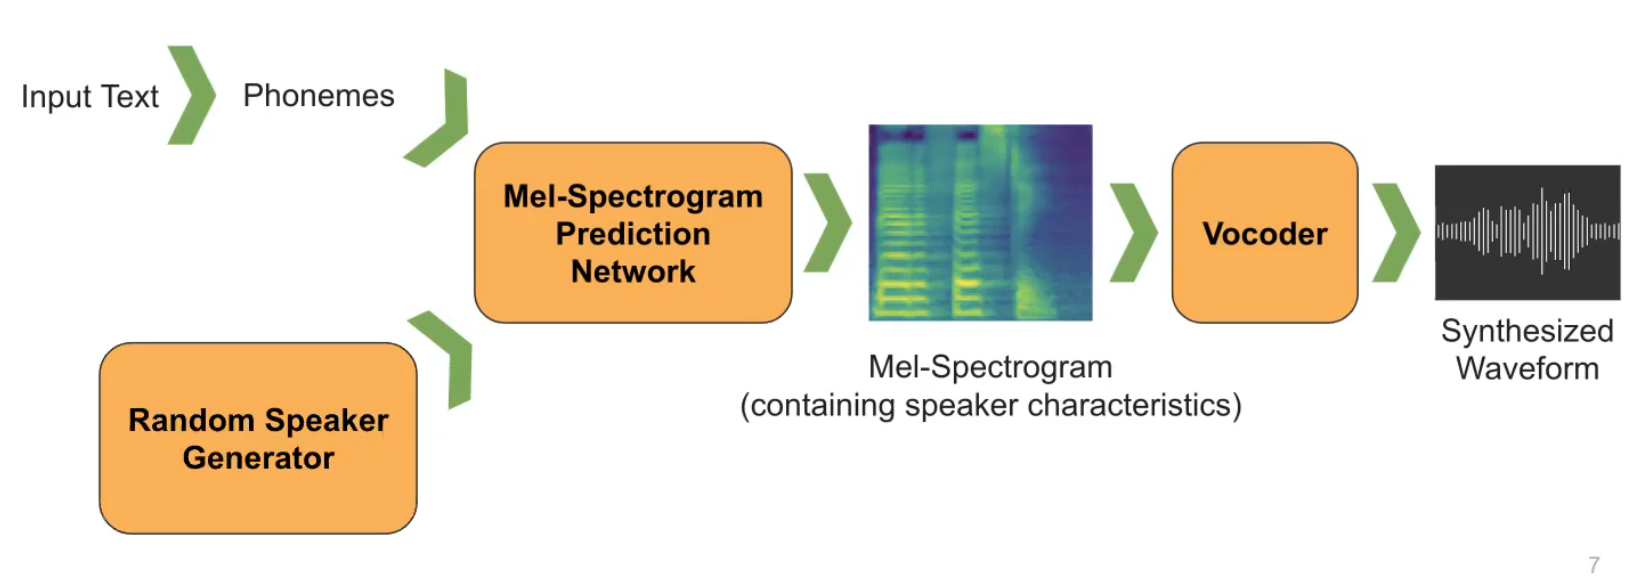 Input Text
Phonemes
Mel-Spectrogram
Prediction
Network
Random Speaker
Generator
Mel-Spectrogram
(containing speaker characteristics)
Vocoder
Synthesized
Waveform
7